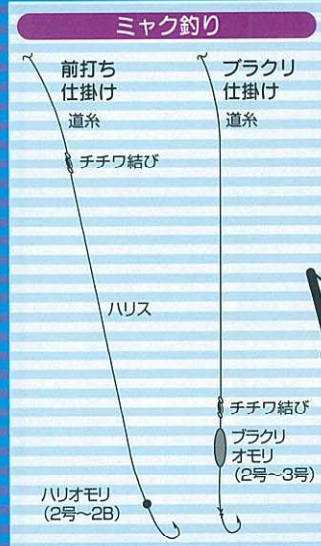 ミャク釣り
前打ち
仕掛け
道糸
チチワ結び
ハリス
ハリオモリ
(2号~2B)
ブラクリ
仕掛け
道糸
チチワ結び
ブラクリ
オモリ
(2号~3号)